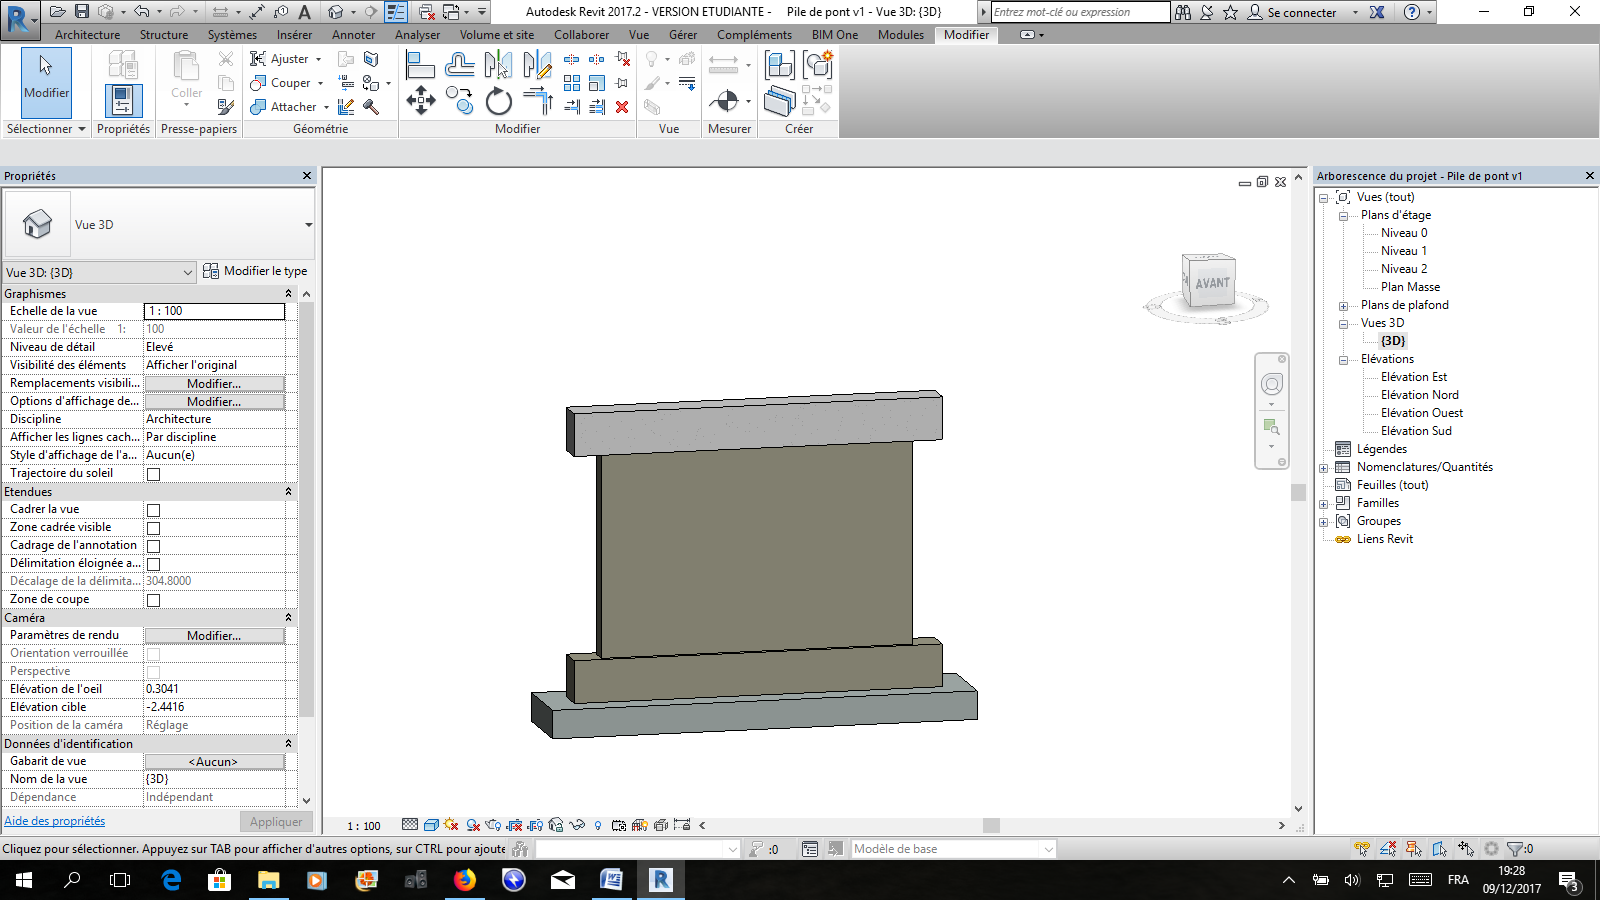 Autodesk Revit 2017.2 - VERSION ETUDIANTE - Pile de pont v1 - Vue 3D: {3D}
Entrez mot-clé ou expression
Se connecter
Architecture Structure Systèmes Insérer Annoter Analyser Volume et site Collaborer Vue Gérer Compléments BIM One Modules Modifier
Modifier
Coller
Ajuster
Couper
Attacher
Sélectionner Propriétés Presse-papiers Géométrie Modifier Vue Mesurer Créer
Propriétés
Vue 3D
Vue 3D: {3D}
Modifier le type
Graphismes
Echelle de la vue 1 : 100
Valeur de l'échelle 1: 100
Niveau de détail Elevé
Visibilité des éléments Afficher l'original
Remplacements visibili... Modifier...
Options d'affichage de... Modifier...
Discipline Architecture
Afficher les lignes cach... Par discipline
Style d'affichage de l'a... Aucun(e)
Trajectoire du soleil
Etendues
Cadrer la vue
Zone cadrée visible
Cadrage de l'annotation
Délimitation éloignée a...
Décalage de la délimita... 304.8000
Zone de coupe
Caméra
Paramètres de rendu Modifier...
Orientation verrouillée
Perspective
Elévation de l'oeil 0.3041
Elévation cible -2.4416
Position de la caméra Réglage
Données d'identification
Gabarit de vue <Aucun>
Nom de la vue {3D}
Dépendance Indépendant
Aide des propriétés
Appliquer
AVANT
1 : 100
Arborescence du projet - Pile de pont v1
Vues (tout)
Plans d'étage
Niveau 0
Niveau 1
Niveau 2
Plan Masse
Plans de plafond
Vues 3D
{3D}
Elévations
Elévation Est
Elévation Nord
Elévation Ouest
Elévation Sud
Légendes
Nomenclatures/Quantités
Feuilles (tout)
Familles
Groupes
Liens Revit
Cliquez pour sélectionner. Appuyez sur TAB pour afficher d'autres options, sur CTRL pour ajoute
:0
Modèle de base
:0
FRA
19:28
09/12/2017
3